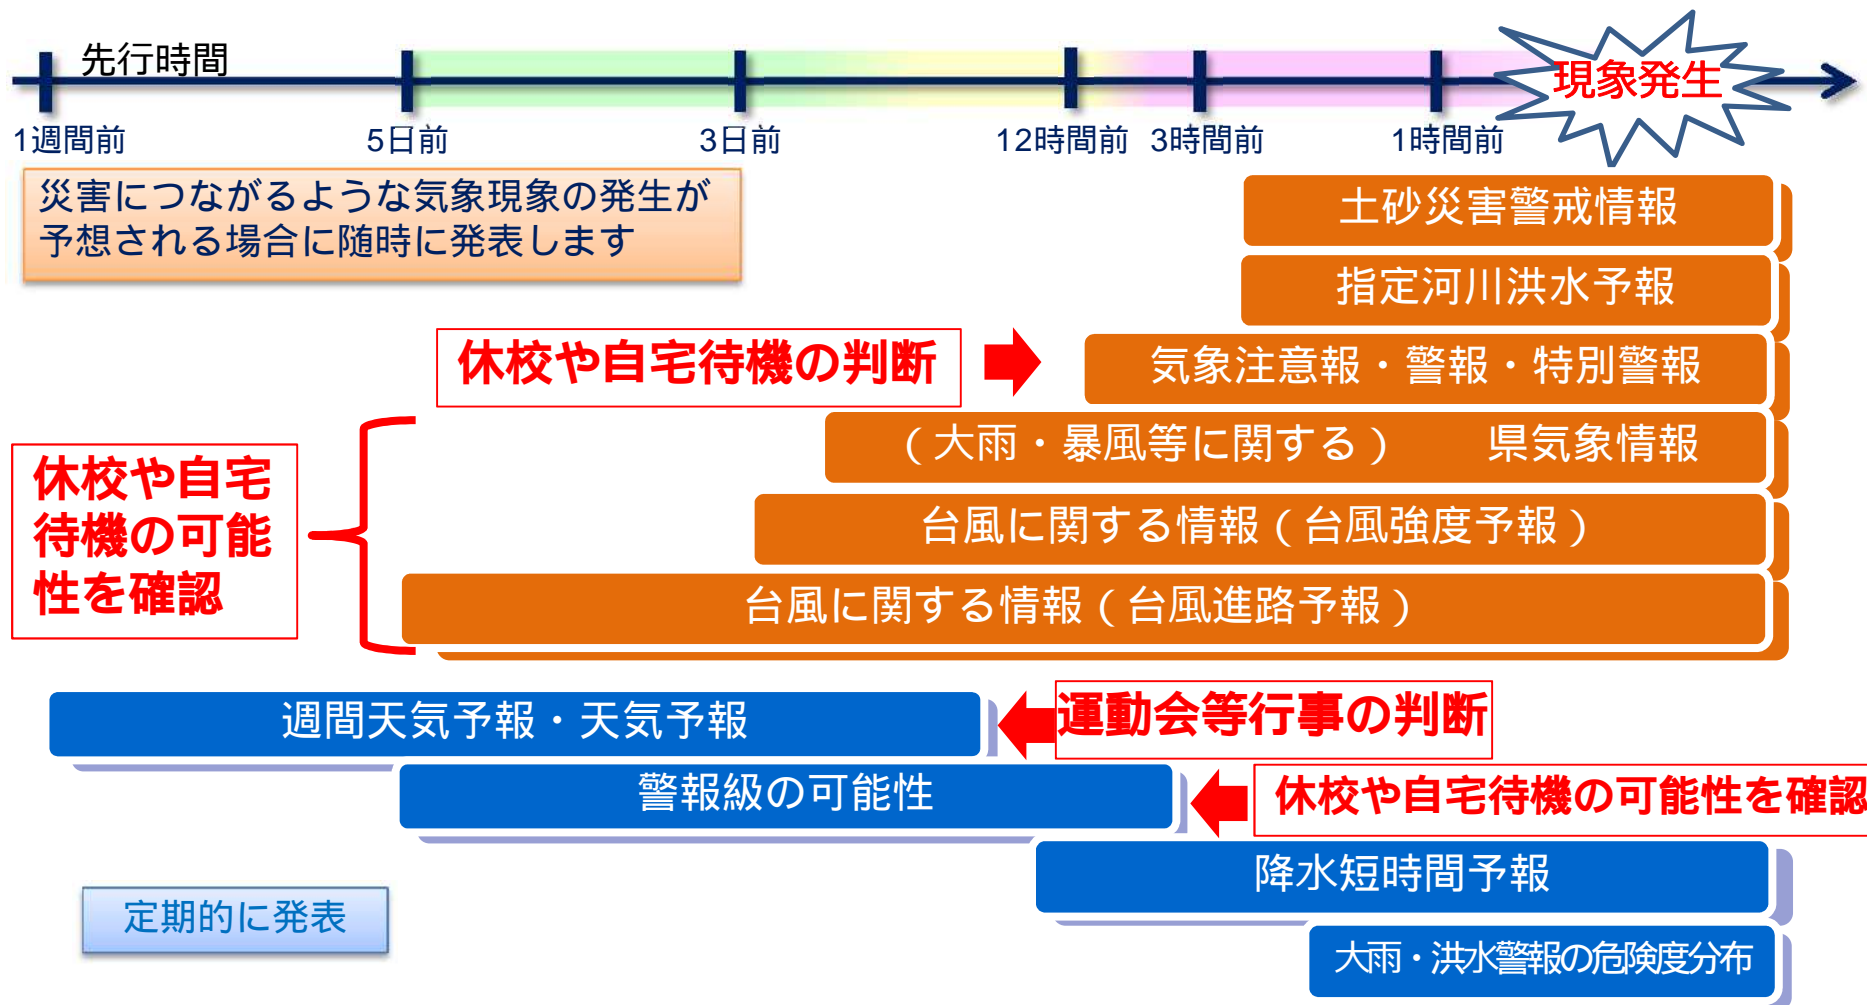 先行時間
現象発生
1週間前
5日前
3日前
12時間前
3時間前
1時間前
災害につながるような気象現象の発生が
予想される場合に随時に発表します
土砂災害警戒情報
指定河川洪水予報
休校や自宅待機の判断
気象注意報・警報・特別警報
(大雨・暴風等に関する) 県気象情報
休校や自宅
待機の可能
性を確認
台風に関する情報(台風強度予報)
台風に関する情報(台風進路予報)
週間天気予報・天気予報
運動会等行事の判断
警報級の可能性
休校や自宅待機の可能性を確認
降水短時間予報
定期的に発表
大雨・洪水警報の危険度分布